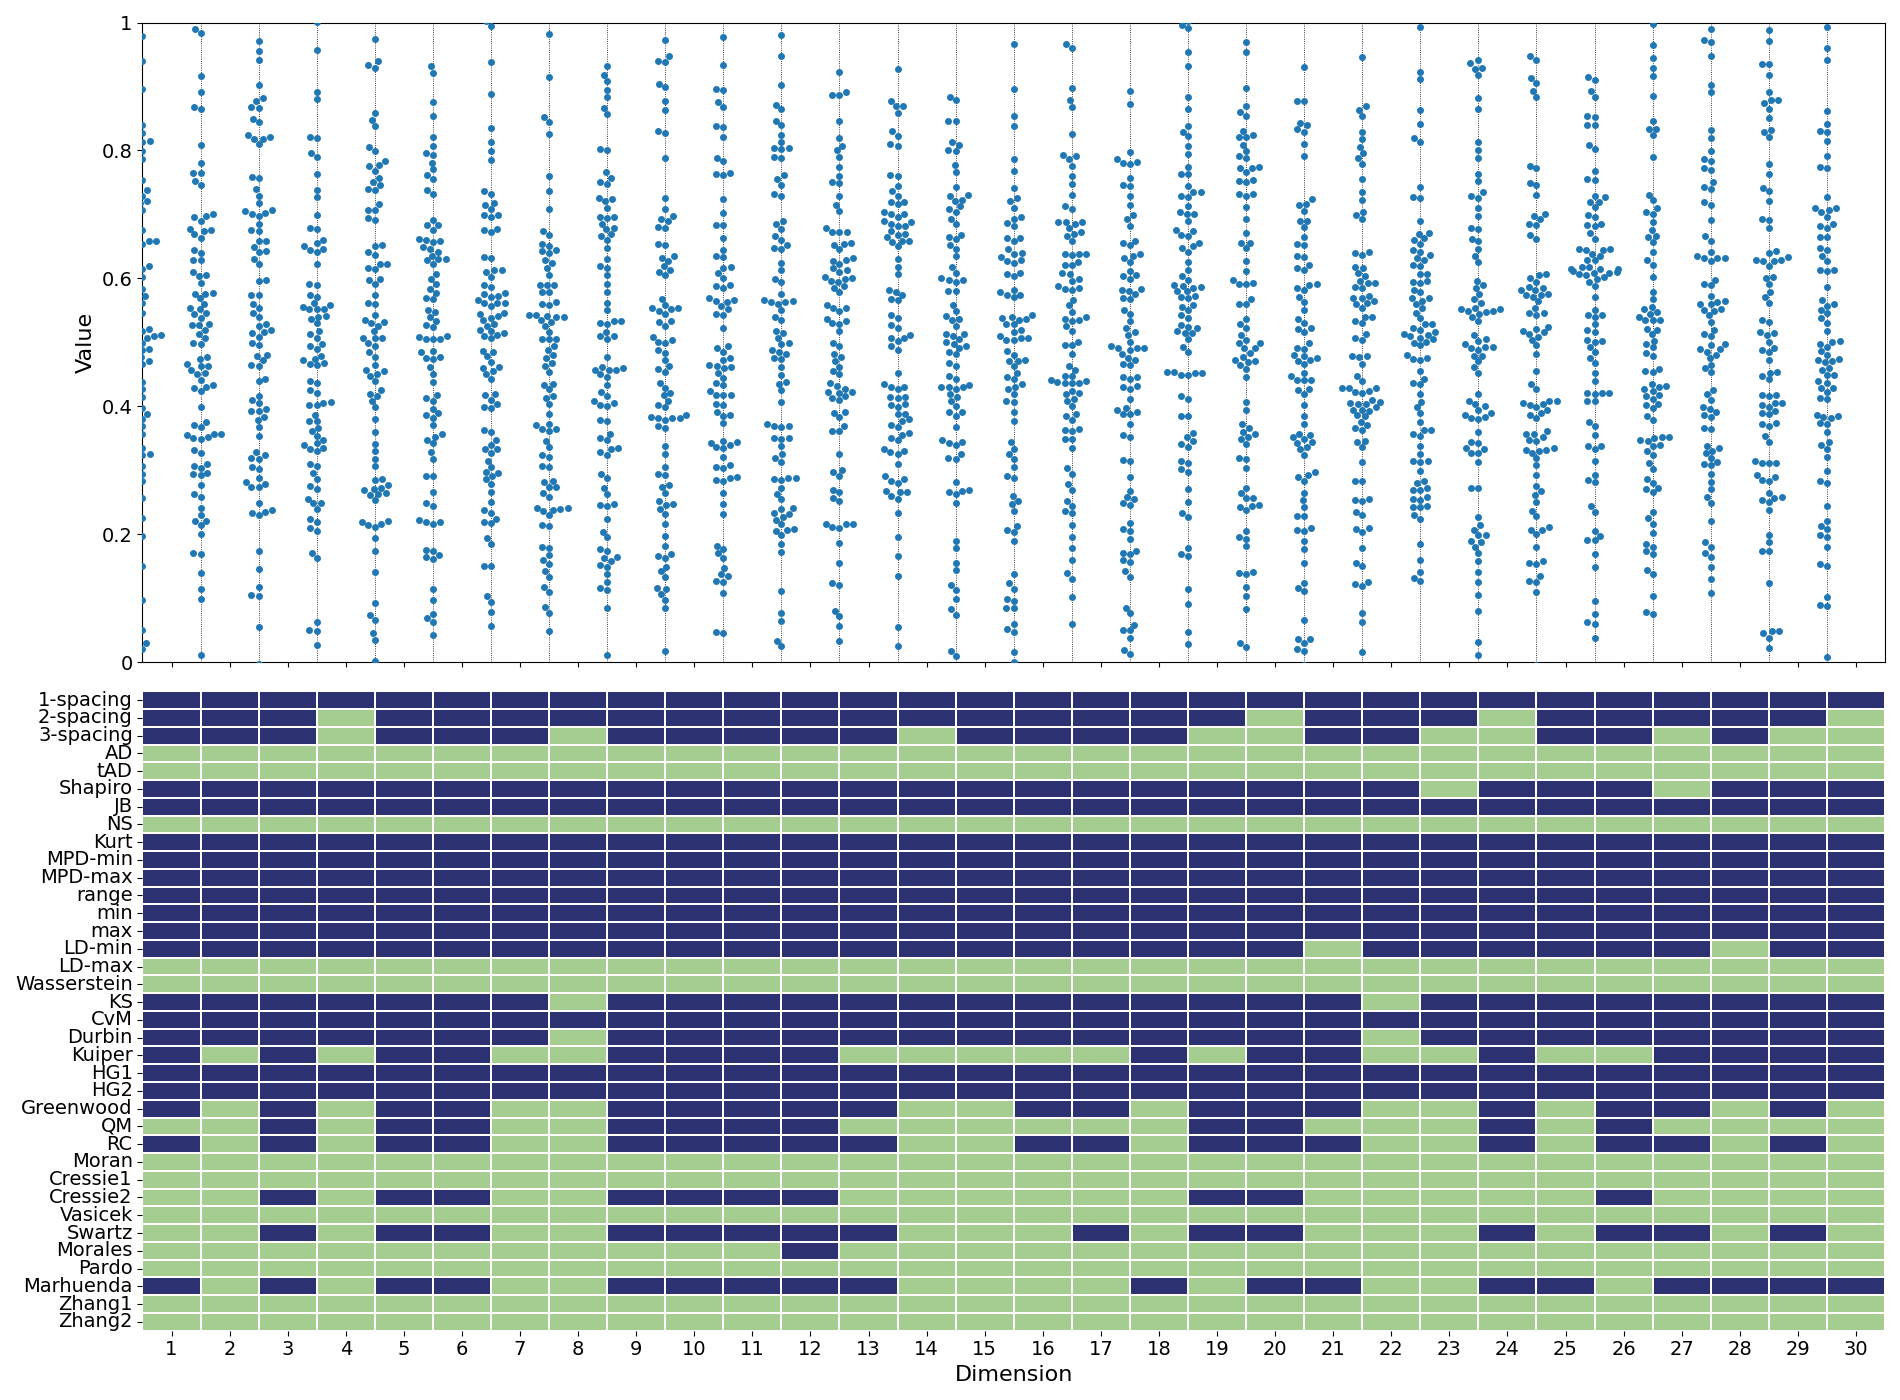 1
0.8
0.6
0.4
0.2
0
Value
1-spacing
2-spacing
3-spacing
AD
tAD
Shapiro
JB
NS
Kurt
MPD-min
MPD-max
range
min
max
LD-min
LD-max
Wasserstein
KS
CvM
Durbin
Kuiper
HG1
HG2
Greenwood
QM
RC
Moran
Cressie1
Cressie2
Vasicek
Swartz
Morales
Pardo
Marhuenda
Zhang1
Zhang2
1 2 3 4 5 6 7 8 9 10 11 12 13 14 15 16 17 18 19 20 21 22 23 24 25 26 27 28 29 30
Dimension